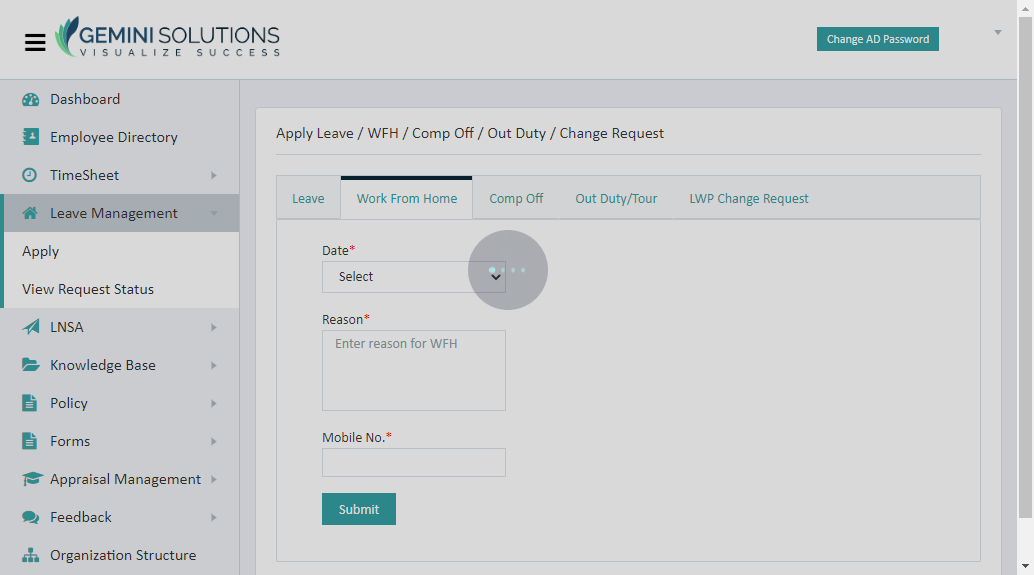 GEMINI SOLUTIONS
VISUALIZE SUCCESS
Change AD Password
Dashboard
Employee Directory
TimeSheet
Leave Management
Apply
View Request Status
LNSA
Knowledge Base
Policy
Forms
Appraisal Management
Feedback
Organization Structure
Apply Leave / WFH / Comp Off / Out Duty / Change Request
Leave
Work From Home
Comp Off
Out Duty/Tour
LWP Change Request
Date*
Select
Reason*
Enter reason for WFH
Mobile No.*
Submit